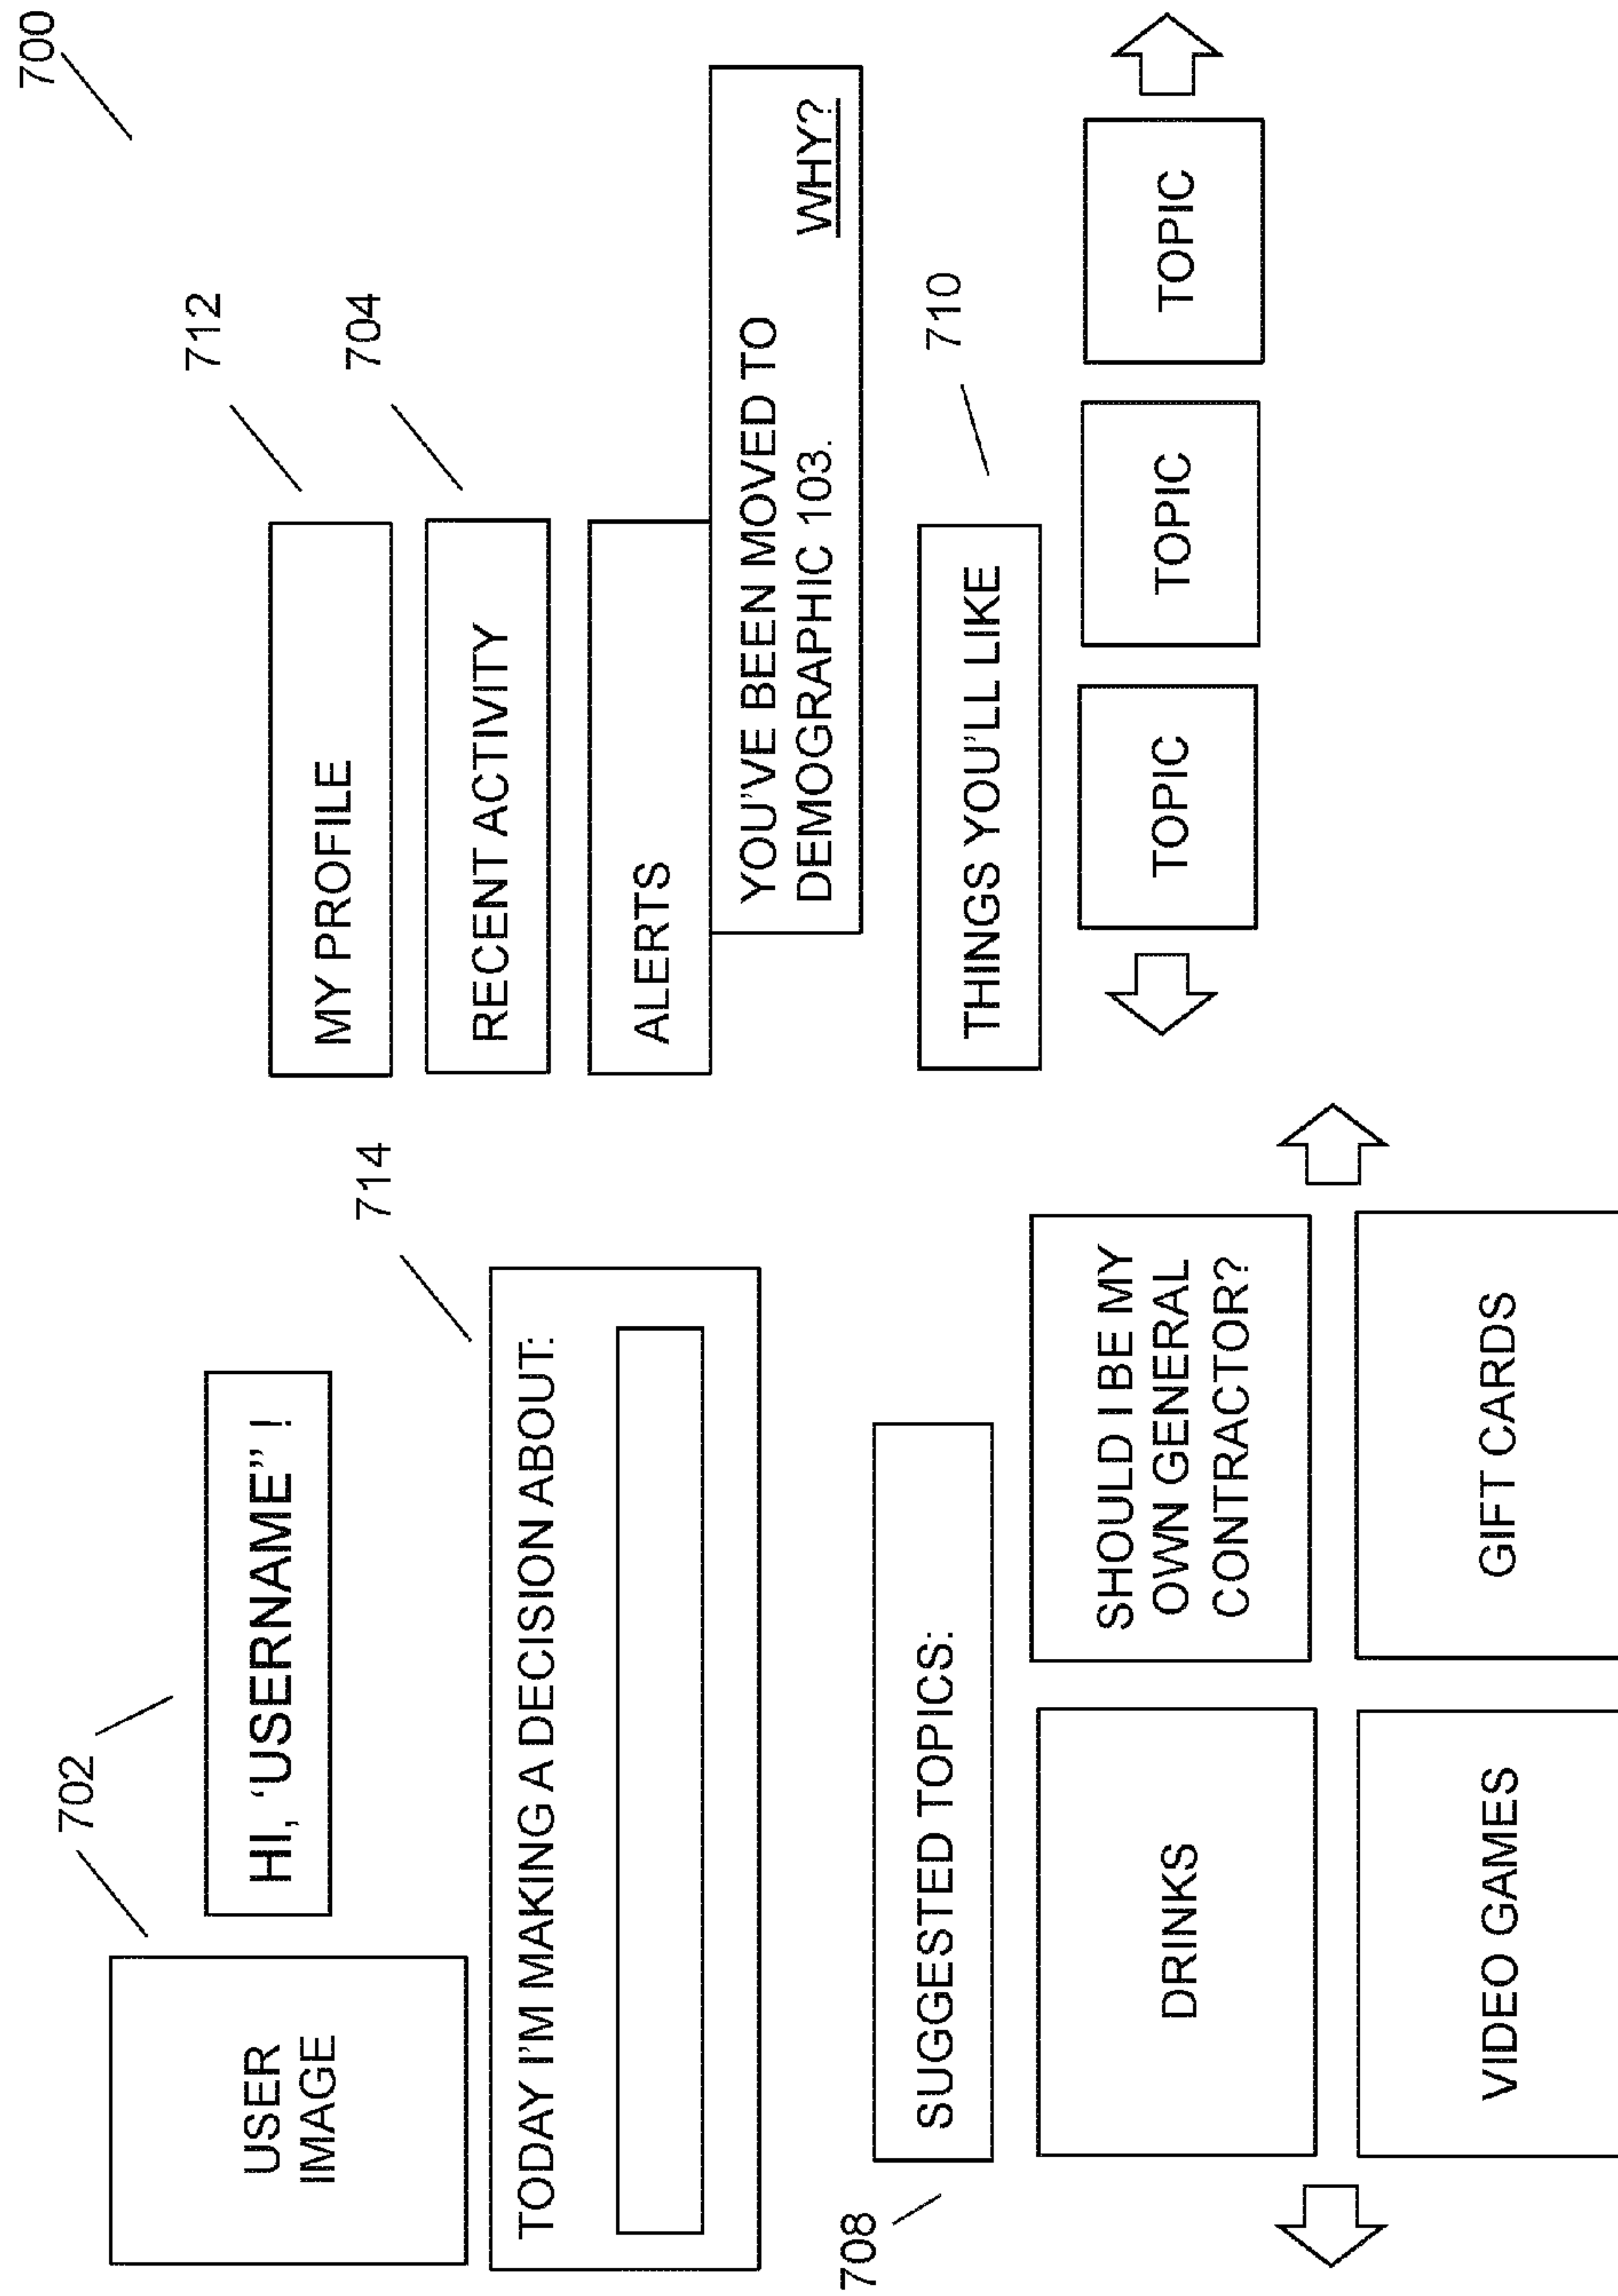 700
702
USER
IMAGE
HI, ‘USERNAME” !
714
TODAY I’M MAKING A DECISION ABOUT:
708
SUGGESTED TOPICS:
DRINKS
SHOULD I BE MY
OWN GENERAL
CONTRACTOR?
VIDEO GAMES
GIFT CARDS
712
MY PROFILE
704
RECENT ACTIVITY
ALERTS
YOU’VE BEEN MOVED TO
DEMOGRAPHIC 103.
WHY?
710
THINGS YOU’LL LIKE
TOPIC
TOPIC
TOPIC